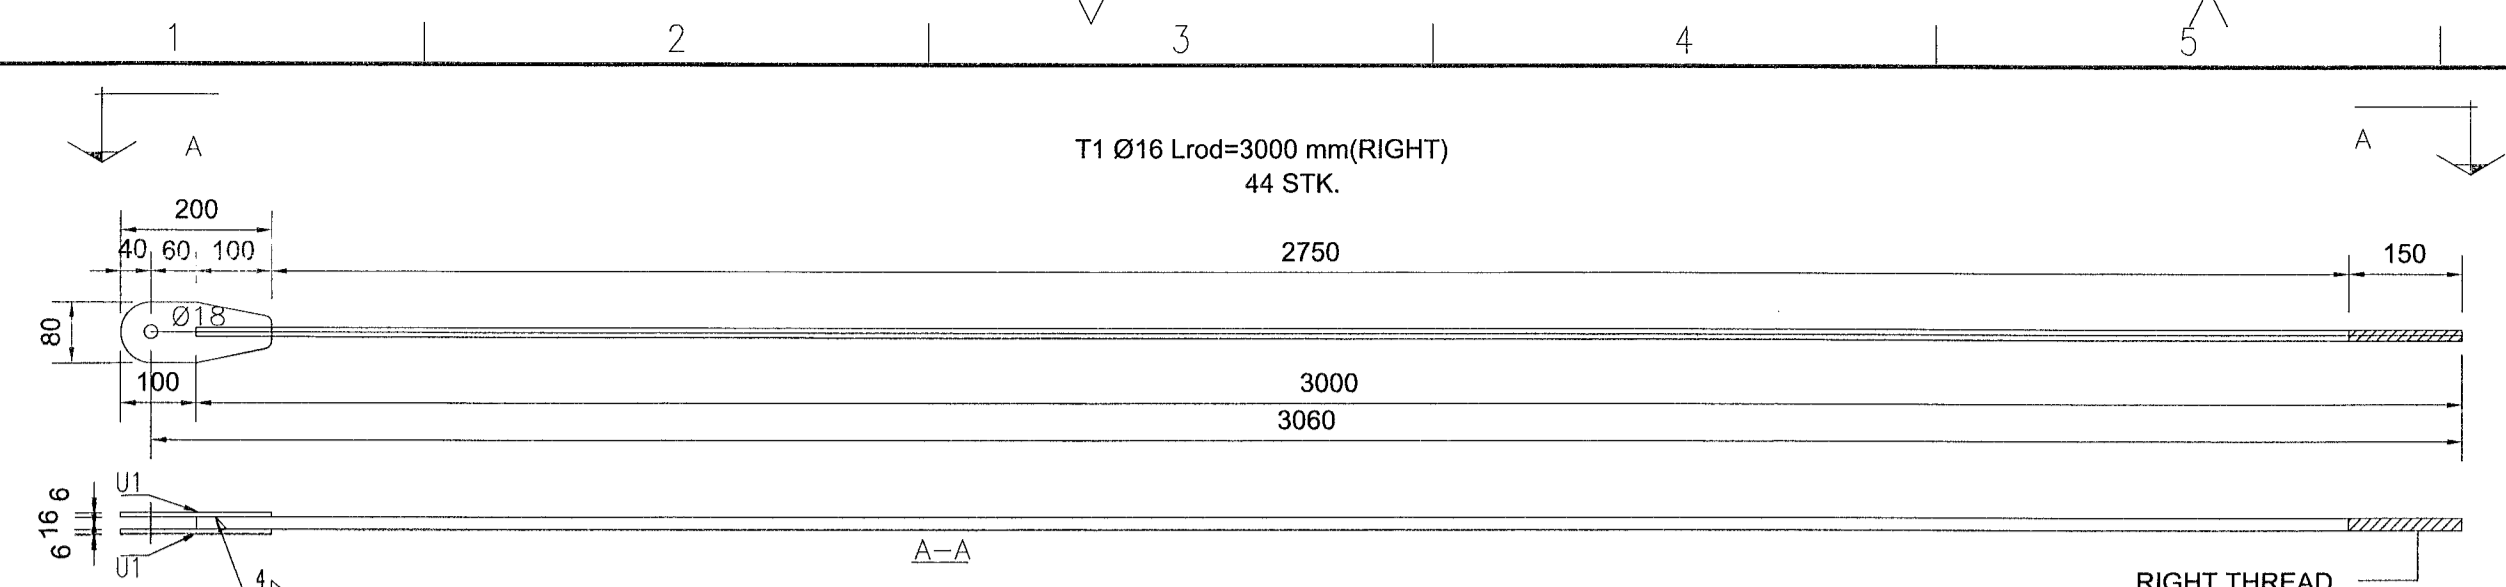 1 2 3 4 5
A A
T1 Ø16 Lrod=3000 mm(RIGHT)
44 STK.
200
40 60 100 2750 150
Ø18
80
100 3000
3060
U1
6
16
6
U1
A-A
4
RIGHT THREAD